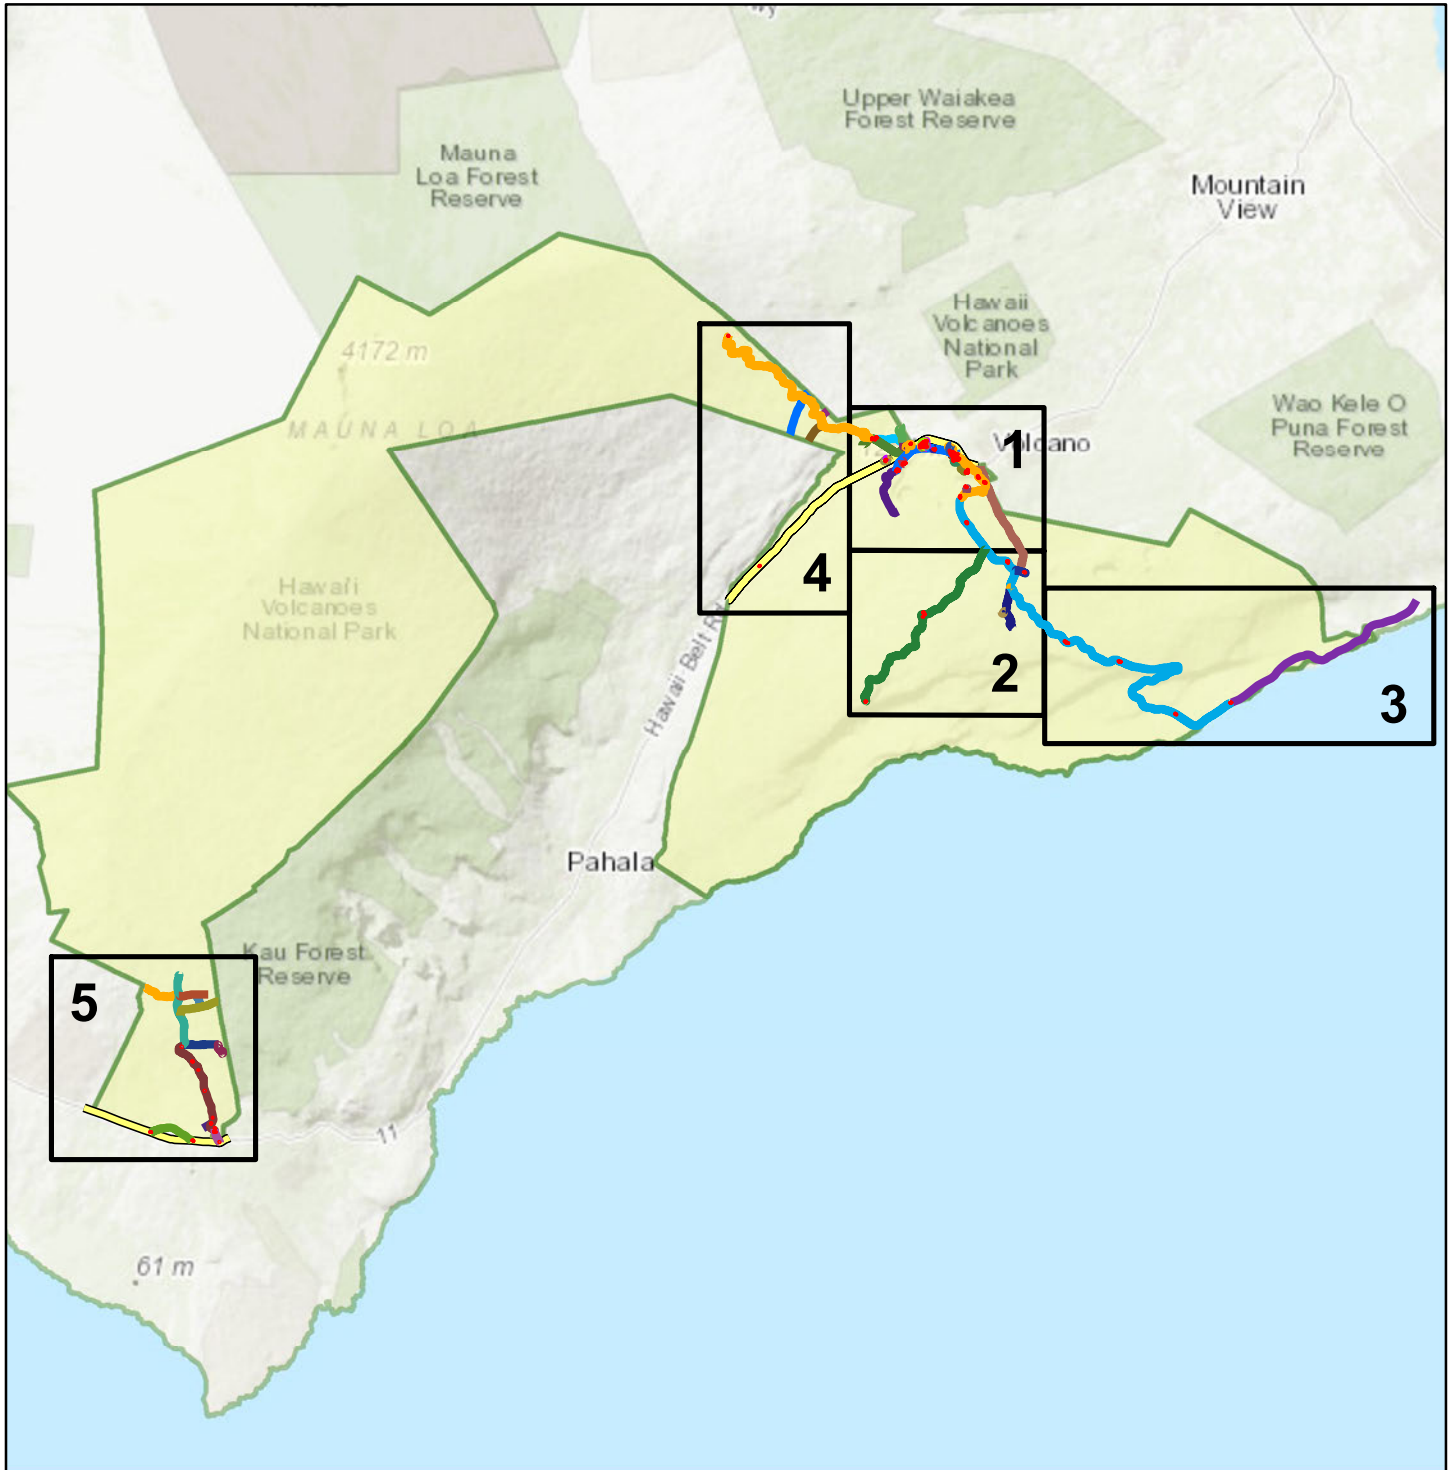 Upper Waiakea
Forest Reserve
Mauna
Loa Forest
Reserve
Mountain
View
Hawaii
Volcanoes
National
Park
4172 m
MAUNA LOA
Wao Kele O
Puna Forest
Reserve
Volcano
1
4
Hawai'i
Volcanoes
National Park
Hawaii Belt Rd
2
3
Pahala
Kau Forest
Reserve
5
11
61 m